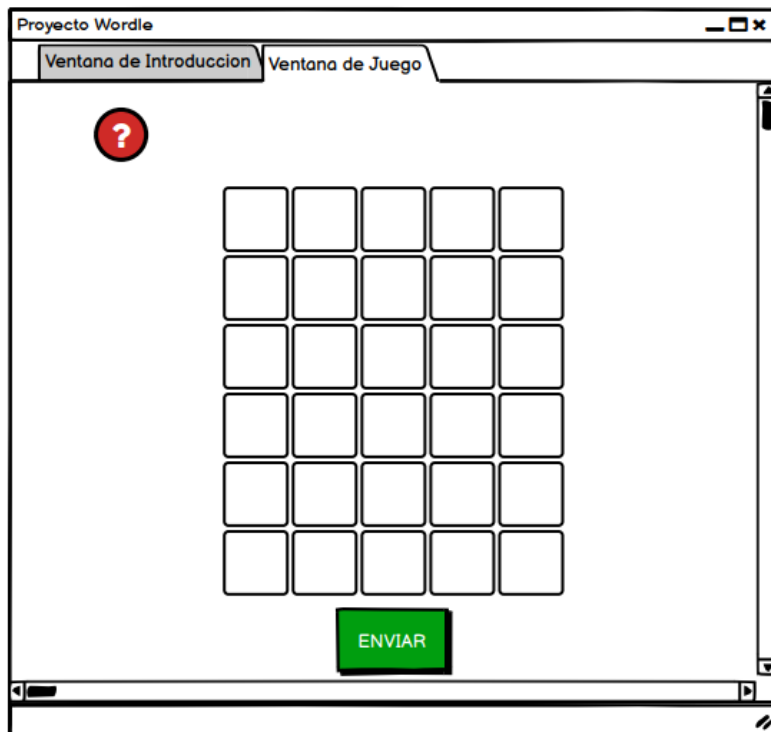 Proyecto Wordle
Ventana de Introduccion
Ventana de Juego
?
ENVIAR